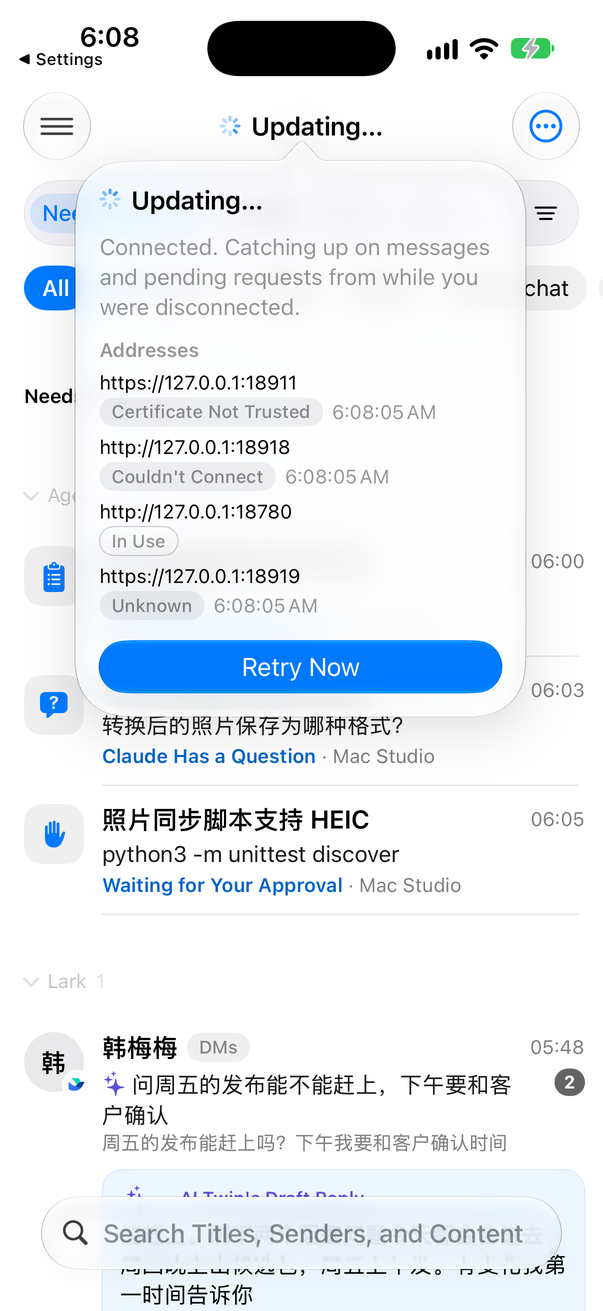 6:08
◀ Settings
Updating...
Updating...
Connected. Catching up on messages
and pending requests from while you
were disconnected.
Addresses
https://127.0.0.1:18911
Certificate Not Trusted 6:08:05 AM
http://127.0.0.1:18918
Couldn't Connect 6:08:05 AM
http://127.0.0.1:18780
In Use
https://127.0.0.1:18919
Unknown 6:08:05 AM
Retry Now
All
chat
06:00
06:03
转换后的照片保存为哪种格式?
Claude Has a Question · Mac Studio
照片同步脚本支持 HEIC
06:05
python3 -m unittest discover
Waiting for Your Approval · Mac Studio
Lark 1
韩
韩梅梅 DMs
05:48
问周五的发布能不能赶上，下午要和客
户确认
2
周五的发布能赶上吗？下午我要和客户确认时间
AI Twin's Draft Reply
Search Titles, Senders, and Content
一时间告诉你